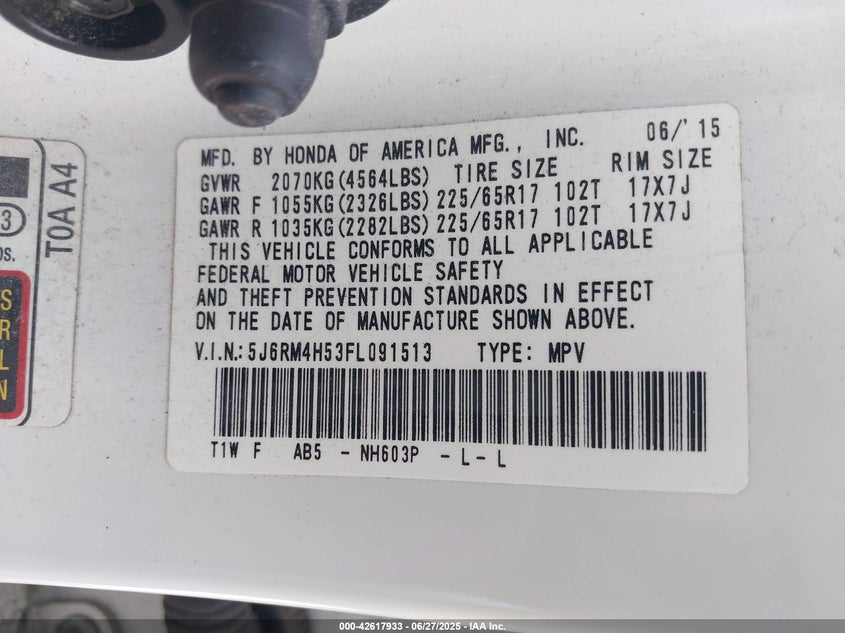 MFD. BY HONDA OF AMERICA MFG., INC. 06/'15
GVWR 2070KG(4564LBS) TIRE SIZE RIM SIZE
GAWR F 1055KG(2326LBS) 225/65R17 102T 17X7J
GAWR R 1035KG(2282LBS) 225/65R17 102T 17X7J
THIS VEHICLE CONFORMS TO ALL APPLICABLE
FEDERAL MOTOR VEHICLE SAFETY
AND THEFT PREVENTION STANDARDS IN EFFECT
ON THE DATE OF MANUFACTURE SHOWN ABOVE.
V.I.N.: 5J6RM4H53FL091513 TYPE: MPV
T1W F AB5 - NH603P - L - L
T0A A4
3
OS.
S
R
L
N
000-42617933 - 06/27/2025 - IAA Inc.